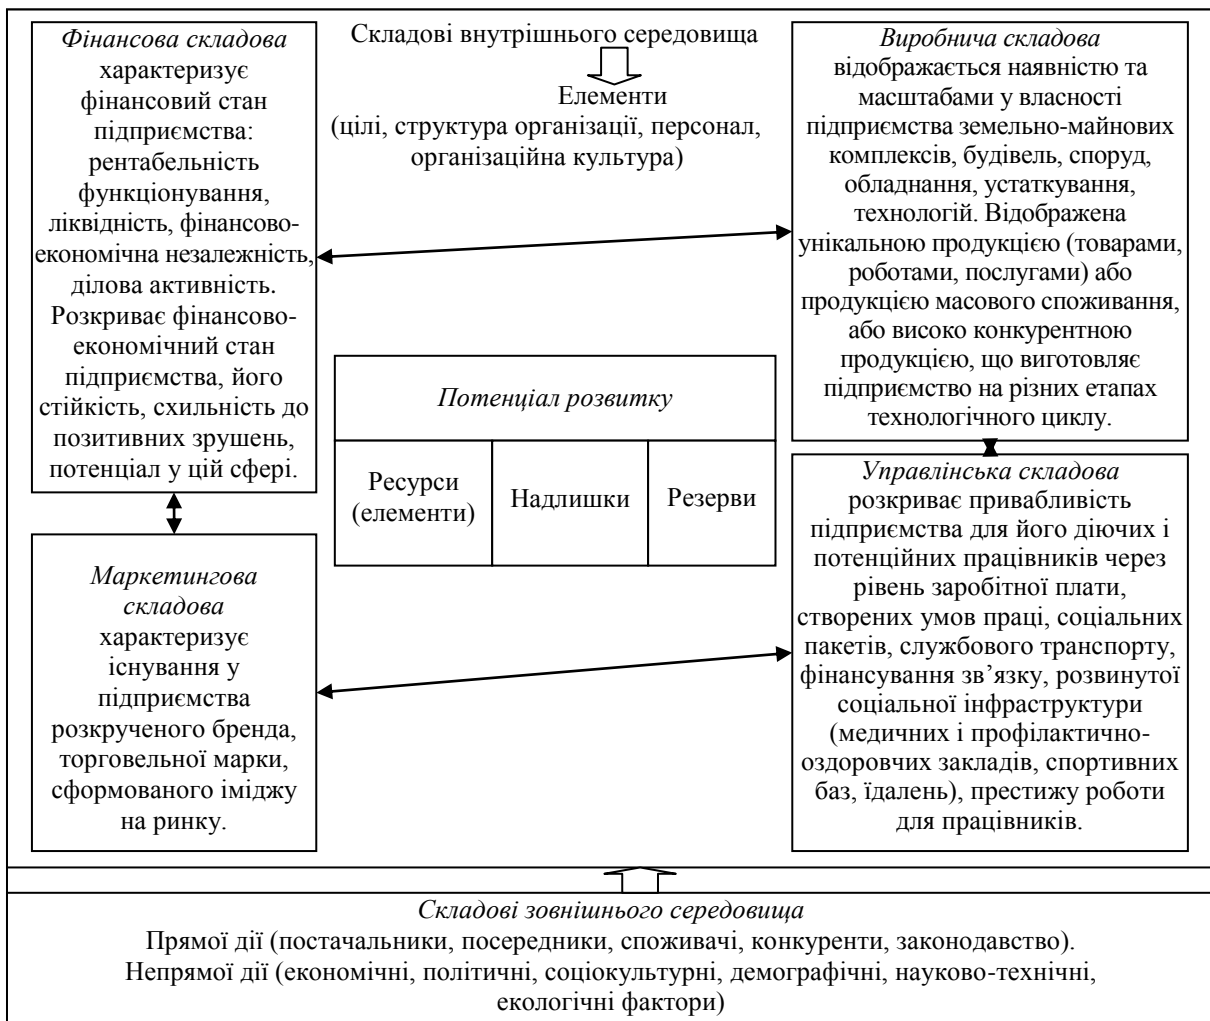 Фінансова складова
характеризує
фінансовий стан
підприємства:
рентабельність
функціонування,
ліквідність, фінансово-
економічна незалежність,
ділова активність.
Розкриває фінансово-
економічний стан
підприємства, його
стійкість, схильність до
позитивних зрушень,
потенціал у цій сфері.
Складові внутрішнього середовища
Елементи
(цілі, структура організації, персонал,
організаційна культура)
Виробнича складова
відображається наявністю та
масштабами у власності
підприємства земельно-майнових
комплексів, будівель, споруд,
обладнання, устаткування,
технологій. Відображена
унікальною продукцією (товарами,
роботами, послугами) або
продукцією масового споживання,
або високо конкурентною
продукцією, що виготовляє
підприємство на різних етапах
технологічного циклу.
Потенціал розвитку
Ресурси
(елементи)
Надлишки
Резерви
Маркетингова
складова
характеризує
існування у
підприємства
розкрученого бренда,
торговельної марки,
сформованого іміджу
на ринку.
Управлінська складова
розкриває привабливість
підприємства для його діючих і
потенційних працівників через
рівень заробітної плати,
створених умов праці, соціальних
пакетів, службового транспорту,
фінансування зв’язку, розвинутої
соціальної інфраструктури
(медичних і профілактично-
оздоровчих закладів, спортивних
баз, їдалень), престижу роботи
для працівників.
Складові зовнішнього середовища
Прямої дії (постачальники, посередники, споживачі, конкуренти, законодавство).
Непрямої дії (економічні, політичні, соціокультурні, демографічні, науково-технічні,
екологічні фактори)